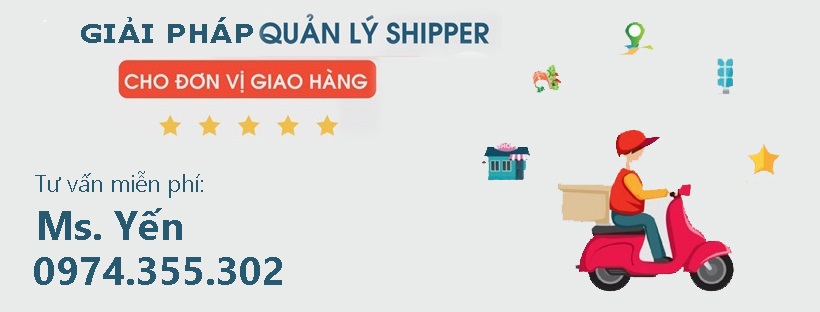 GIẢI PHÁP QUẢN LÝ SHIPPER
CHO ĐƠN VỊ GIAO HÀNG
Tư vấn miễn phí:
Ms. Yến
0974.355.302